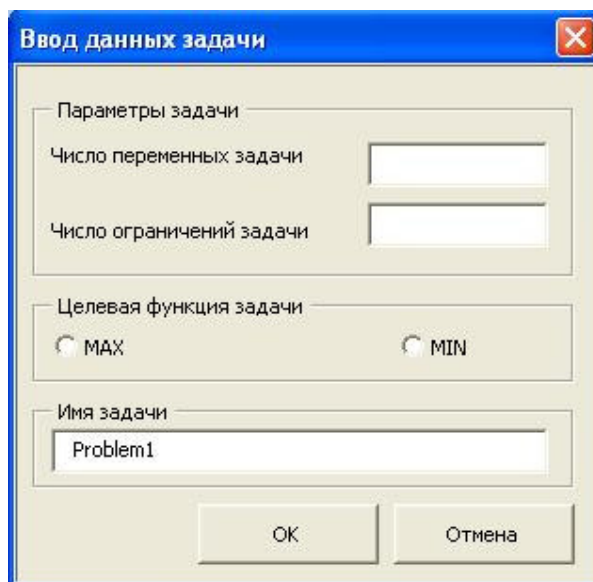 Ввод данных задачи
Параметры задачи
Число переменных задачи
Число ограничений задачи
Целевая функция задачи
MAX MIN
Имя задачи
Problem1
OK Отмена